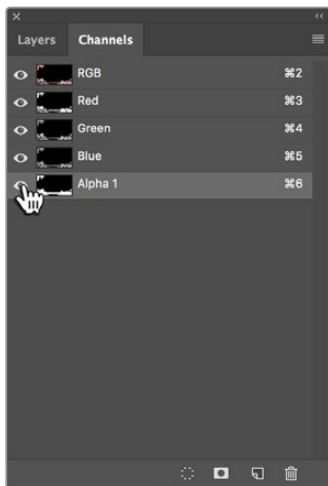 Layers Channels
RGB ⌘2
Red ⌘3
Green ⌘4
Blue ⌘5
Alpha 1 ⌘6